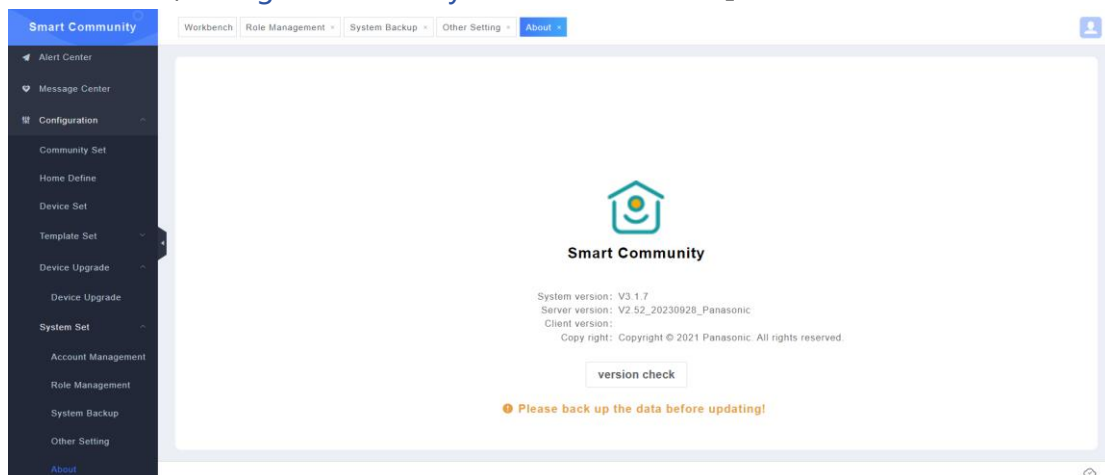 Smart Community
Workbench
Role Management ×
System Backup ×
Other Setting ×
About ×
Alert Center
Message Center
Configuration
Community Set
Home Define
Device Set
Template Set
Device Upgrade
Device Upgrade
System Set
Account Management
Role Management
System Backup
Other Setting
About
Smart Community
System version: V3.1.7
Server version: V2.52_20230928_Panasonic
Client version:
Copy right: Copyright © 2021 Panasonic. All rights reserved.
version check
Please back up the data before updating!